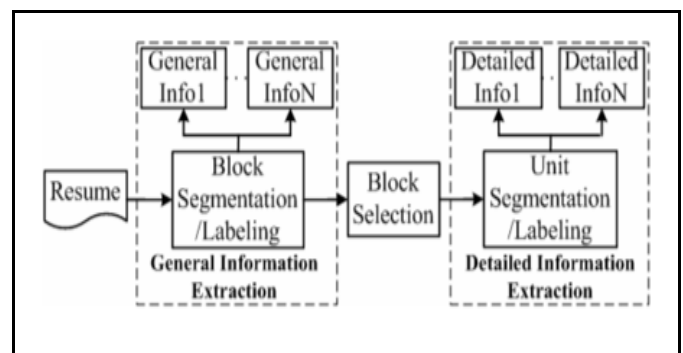 General
Info1
..
General
InfoN
Detailed
Info1
..
Detailed
InfoN
Resume
Block
Segmentation
/Labeling
Block
Selection
Unit
Segmentation
/Labeling
General Information
Extraction
Detailed Information
Extraction